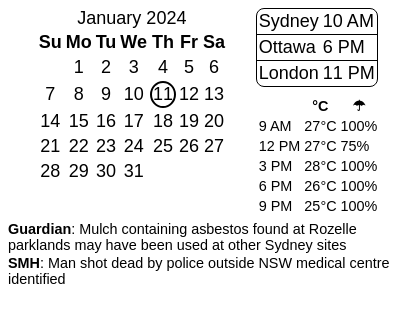 January 2024
Su Mo Tu We Th Fr Sa
1 2 3 4 5 6
7 8 9 10 11 12 13
14 15 16 17 18 19 20
21 22 23 24 25 26 27
28 29 30 31
Sydney 10 AM
Ottawa 6 PM
London 11 PM
°C ☂
9 AM 27°C 100%
12 PM 27°C 75%
3 PM 28°C 100%
6 PM 26°C 100%
9 PM 25°C 100%
Guardian: Mulch containing asbestos found at Rozelle
parklands may have been used at other Sydney sites
SMH: Man shot dead by police outside NSW medical centre
identified